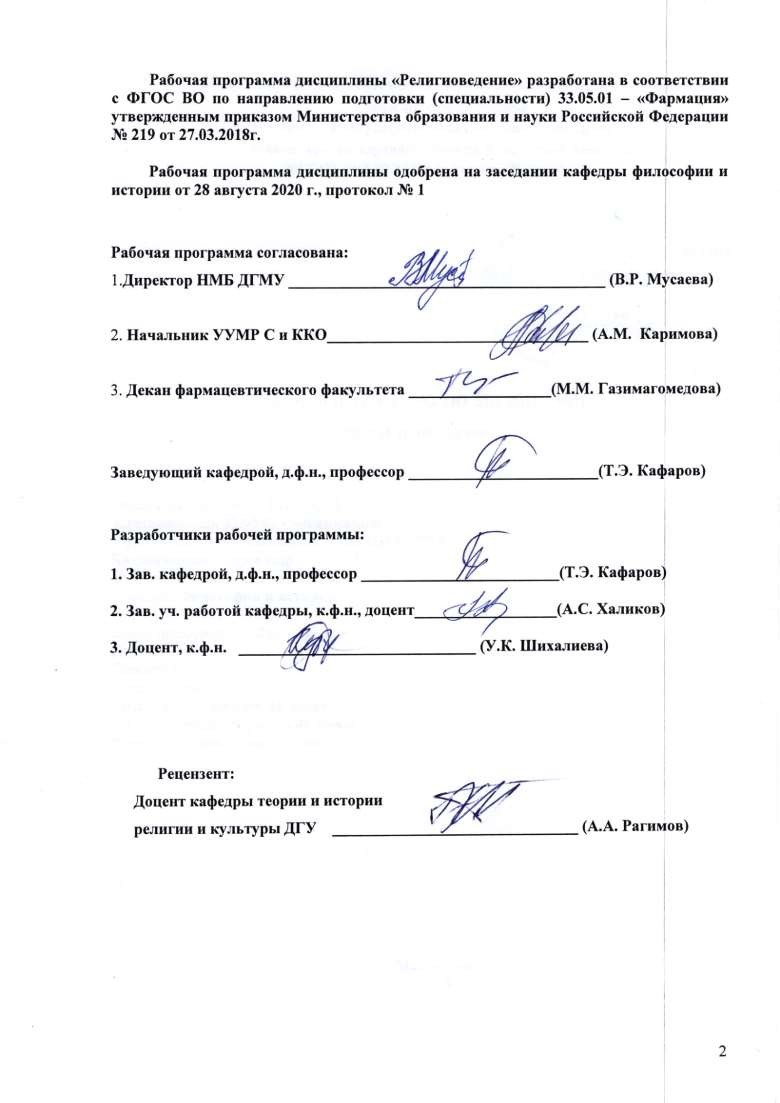 Рабочая программа дисциплины «Религиоведение» разработана в соответствии
с ФГОС ВО по направлению подготовки (специальности) 33.05.01 – «Фармация»
утвержденным приказом Министерства образования и науки Российской Федерации
№ 219 от 27.03.2018г.
Рабочая программа дисциплины одобрена на заседании кафедры философии и
истории от 28 августа 2020 г., протокол № 1
Рабочая программа согласована:
1.Директор НМБ ДГМУ (В.Р. Мусаева)
2. Начальник УУМР С и ККО (А.М. Каримова)
3. Декан фармацевтического факультета (М.М. Газимагомедова)
Заведующий кафедрой, д.ф.н., профессор (Т.Э. Кафаров)
Разработчики рабочей программы:
1. Зав. кафедрой, д.ф.н., профессор (Т.Э. Кафаров)
2. Зав. уч. работой кафедры, к.ф.н., доцент (А.С. Халиков)
3. Доцент, к.ф.н. (У.К. Шихалиева)
Рецензент:
Доцент кафедры теории и истории
религии и культуры ДГУ (А.А. Рагимов)
2